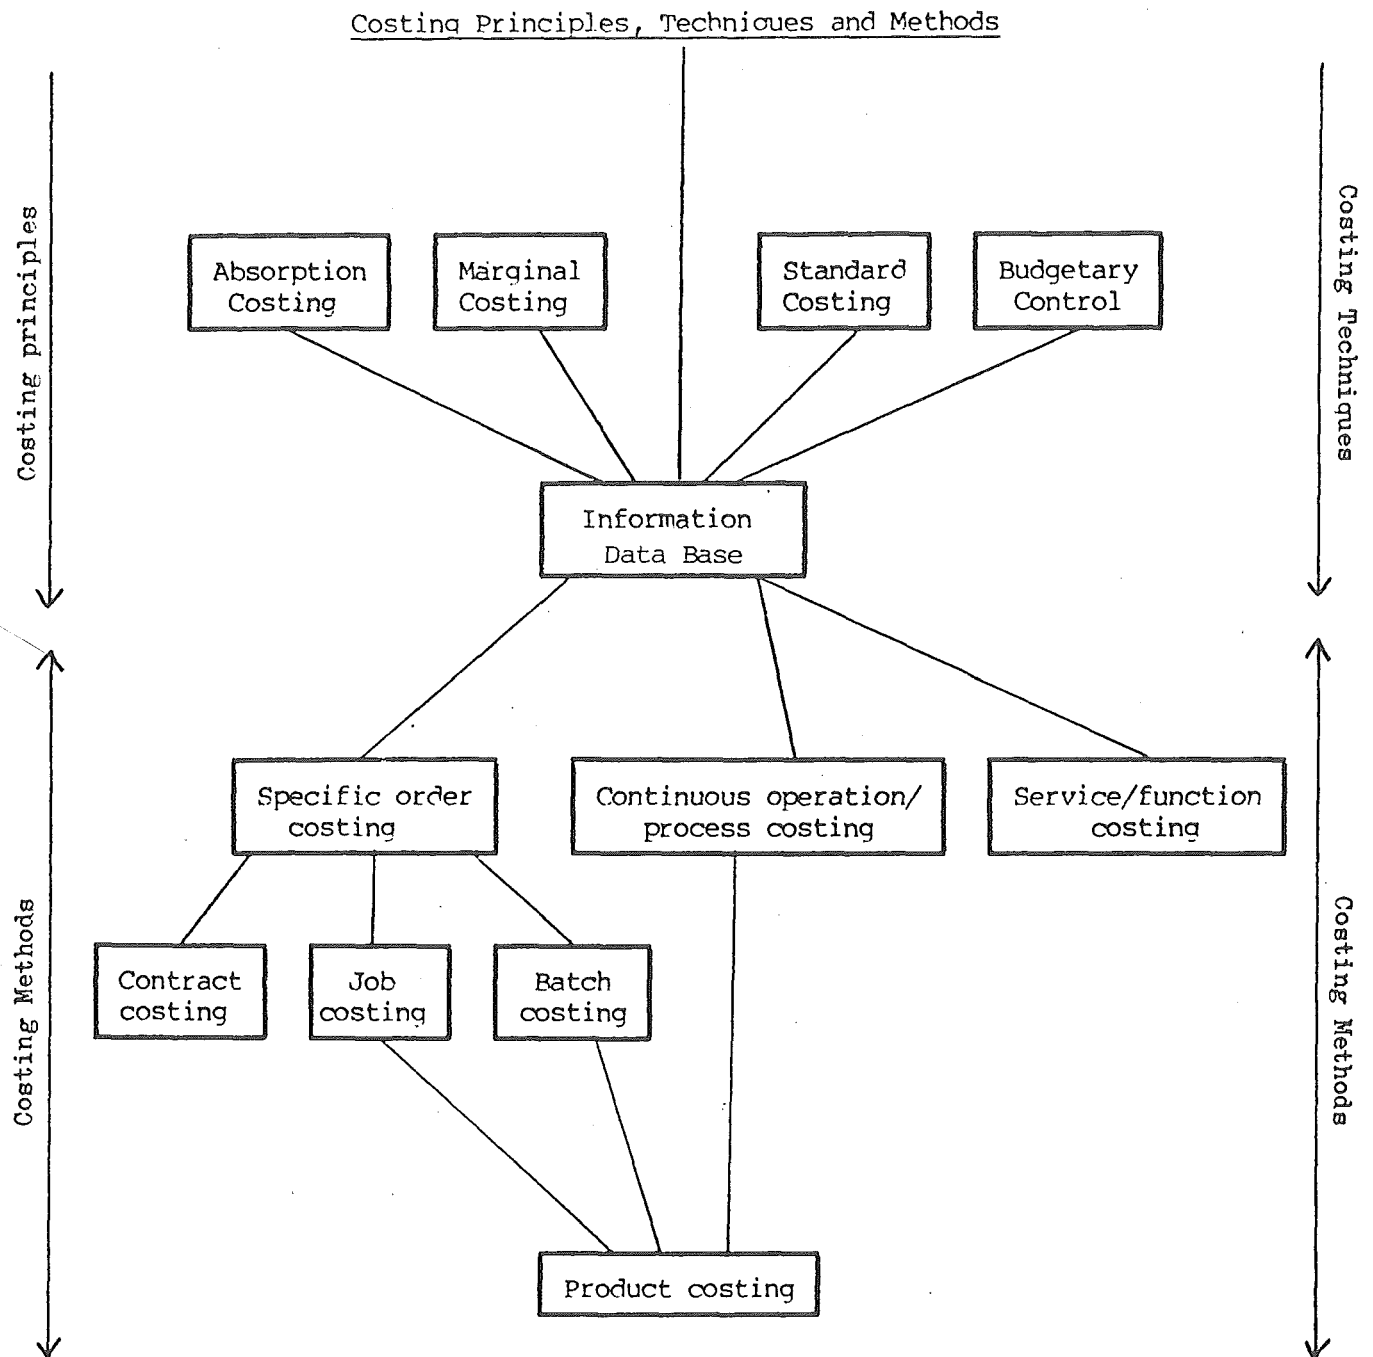 Costing Principles, Techniques and Methods
Costing principles
Costing Techniques
Absorption
Costing
Marginal
Costing
Standard
Costing
Budgetary
Control
Information
Data Base
Costing Methods
Costing Methods
Specific order
costing
Continuous operation/
process costing
Service/function
costing
Contract
costing
Job
costing
Batch
costing
Product costing